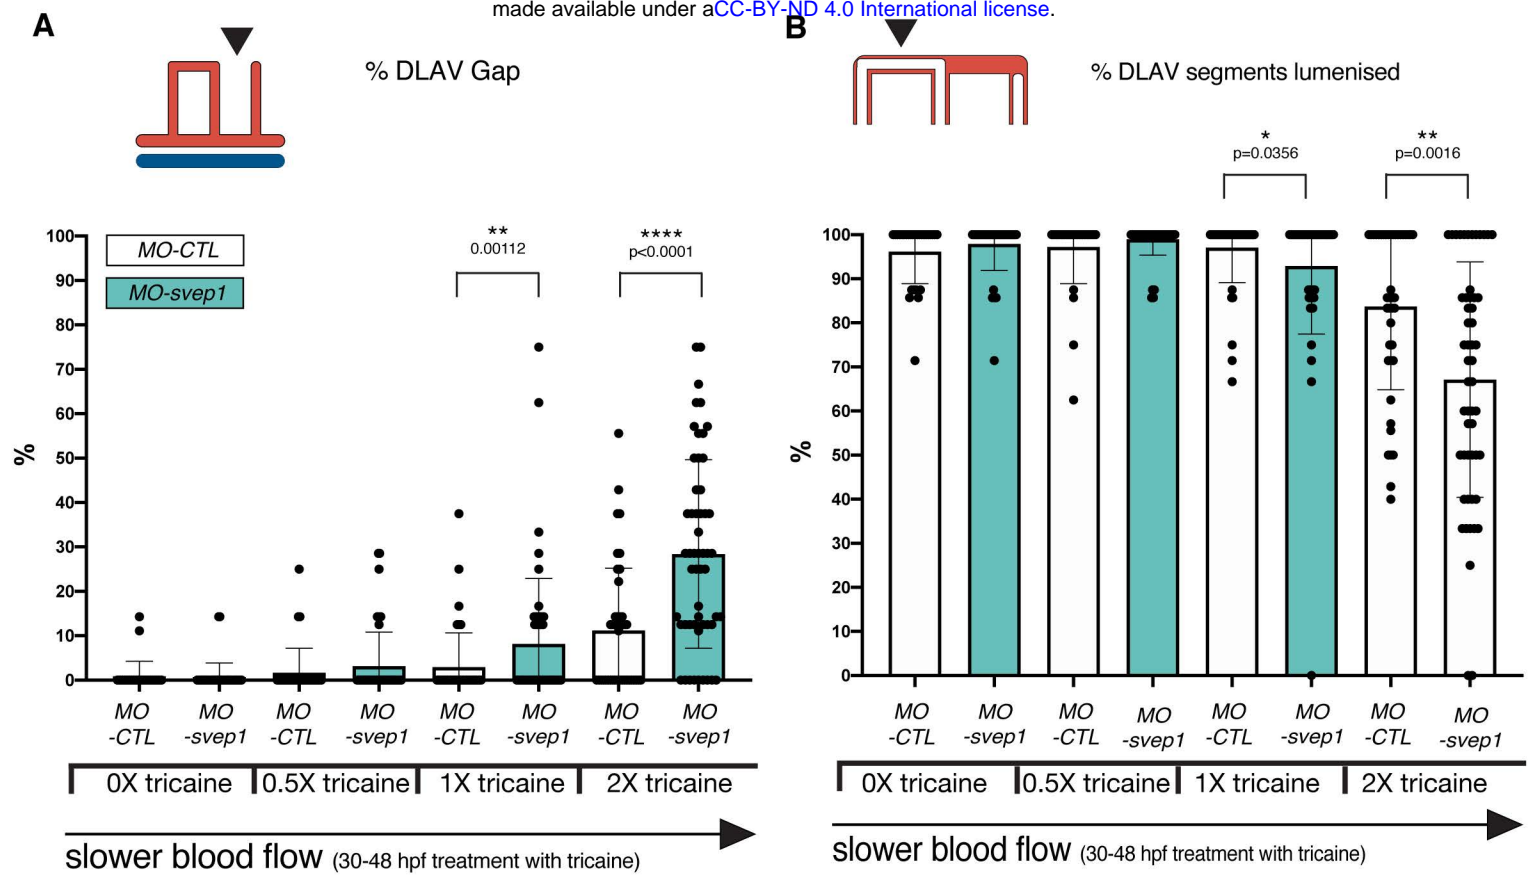 made available under aCC-BY-ND 4.0 International license.
A
% DLAV Gap
B
% DLAV segments lumenised
MO-CTL
MO-svep1
**
0.00112
****
p<0.0001
*
p=0.0356
**
p=0.0016
100
90
80
70
60
50
40
30
20
10
0
%
100
90
80
70
60
50
40
30
20
10
0
%
MO
-CTL
MO
-svep1
MO
-CTL
MO
-svep1
MO
-CTL
MO
-svep1
MO
-CTL
MO
-svep1
0X tricaine
0.5X tricaine
1X tricaine
2X tricaine
slower blood flow (30-48 hpf treatment with tricaine)
MO
-CTL
MO
-svep1
MO
-CTL
MO
-svep1
MO
-CTL
MO
-svep1
MO
-CTL
MO
-svep1
0X tricaine
0.5X tricaine
1X tricaine
2X tricaine
slower blood flow (30-48 hpf treatment with tricaine)